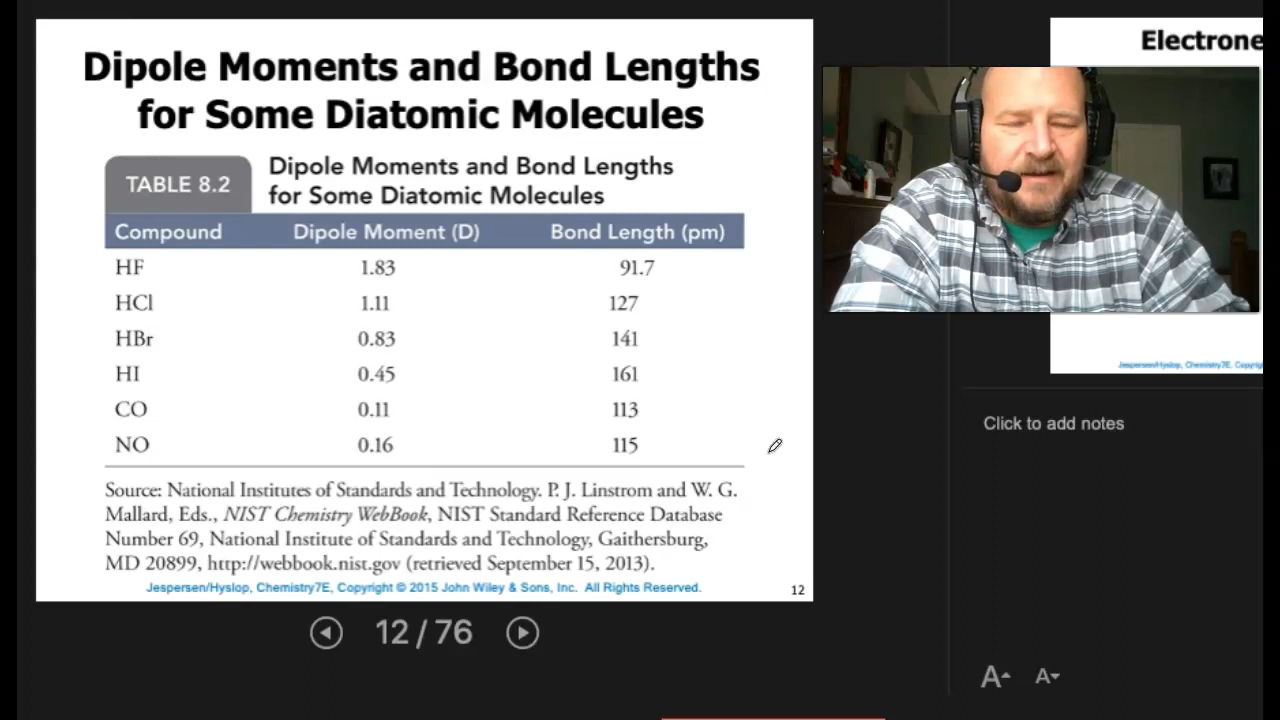 Dipole Moments and Bond Lengths
for Some Diatomic Molecules
TABLE 8.2
Dipole Moments and Bond Lengths
for Some Diatomic Molecules
Compound Dipole Moment (D) Bond Length (pm)
HF 1.83 91.7
HCl 1.11 127
HBr 0.83 141
HI 0.45 161
CO 0.11 113
NO 0.16 115
Source: National Institutes of Standards and Technology. P. J. Linstrom and W. G.
Mallard, Eds., NIST Chemistry WebBook, NIST Standard Reference Database
Number 69, National Institute of Standards and Technology, Gaithersburg,
MD 20899, http://webbook.nist.gov (retrieved September 15, 2013).
Jespersen/Hyslop, Chemistry7E, Copyright © 2015 John Wiley & Sons, Inc. All Rights Reserved.
12
12 / 76
Electrone
Jespersen/Hyslop, Chemistry7E, Copyrig
Click to add notes
A A